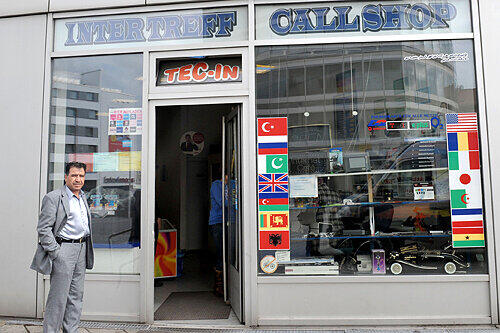 INTERTREFF CALLSHOP
TEC-IN